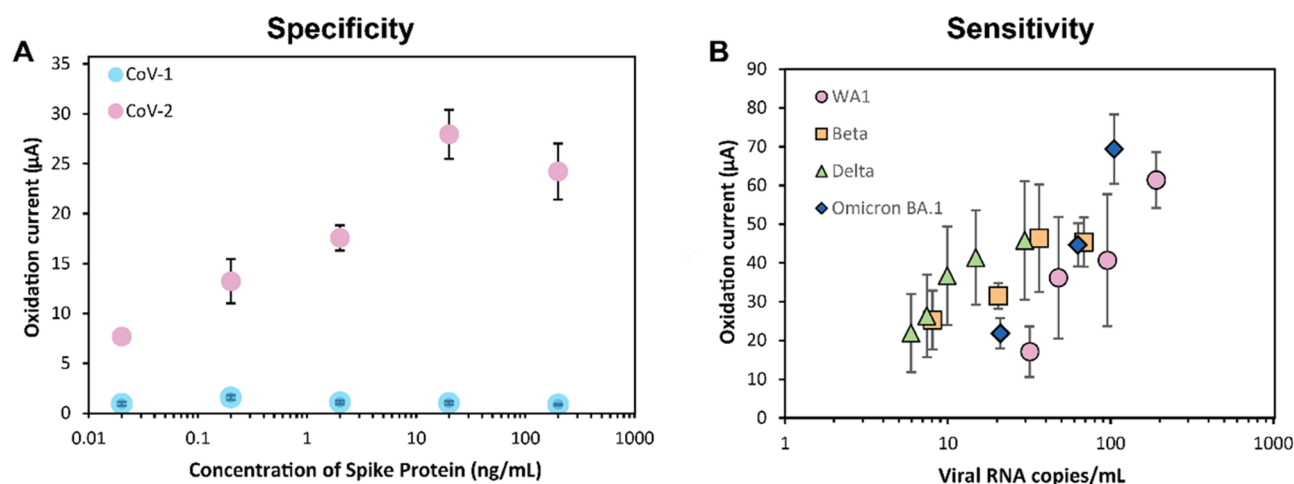 Specificity
A
CoV-1
CoV-2
Oxidation current (µA)
35
30
25
20
15
10
5
0
0.01 0.1 1 10 100 1000
Concentration of Spike Protein (ng/mL)
Sensitivity
B
WA1
Beta
Delta
Omicron BA.1
Oxidation current (µA)
90
80
70
60
50
40
30
20
10
0
1 10 100 1000
Viral RNA copies/mL